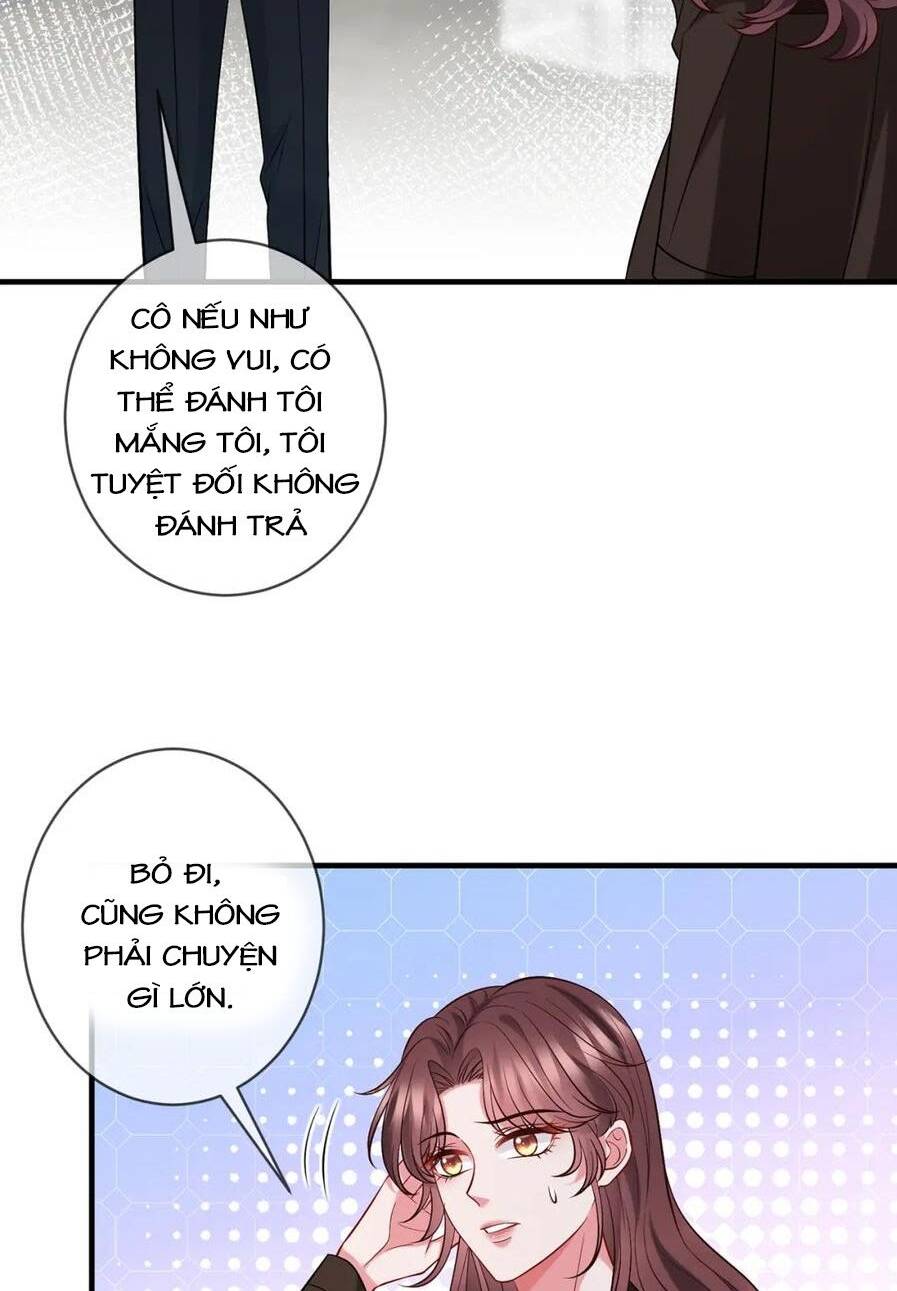 CÔ NẾU NHƯ
KHÔNG VUI, CÓ
THỂ ĐÁNH TÔI
MẮNG TÔI, TÔI
TUYỆT ĐỐI KHÔNG
ĐÁNH TRẢ
BỎ ĐI,
CŨNG KHÔNG
PHẢI CHUYỆN
GÌ LỚN.